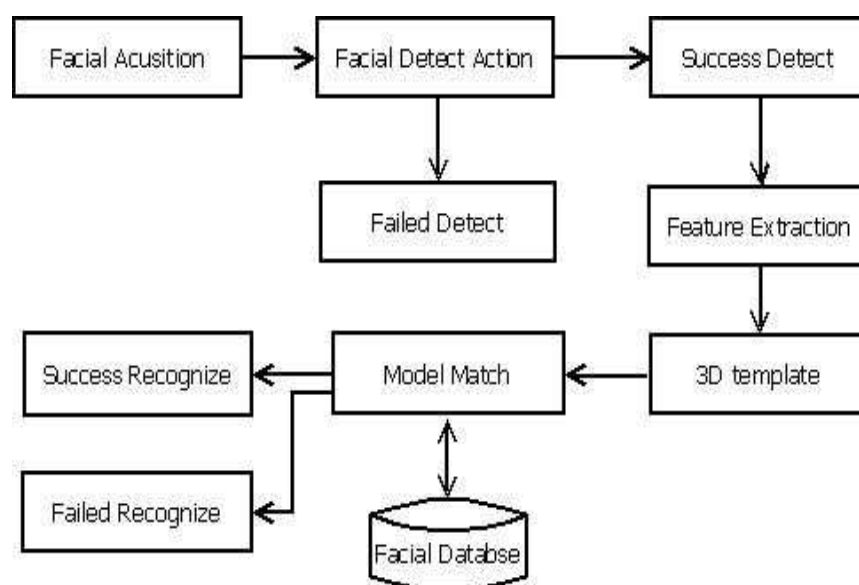 Facial Acusition
Facial Detect Action
Success Detect
Failed Detect
Feature Extraction
Success Recognize
Model Match
3D template
Failed Recognize
Facial Databse